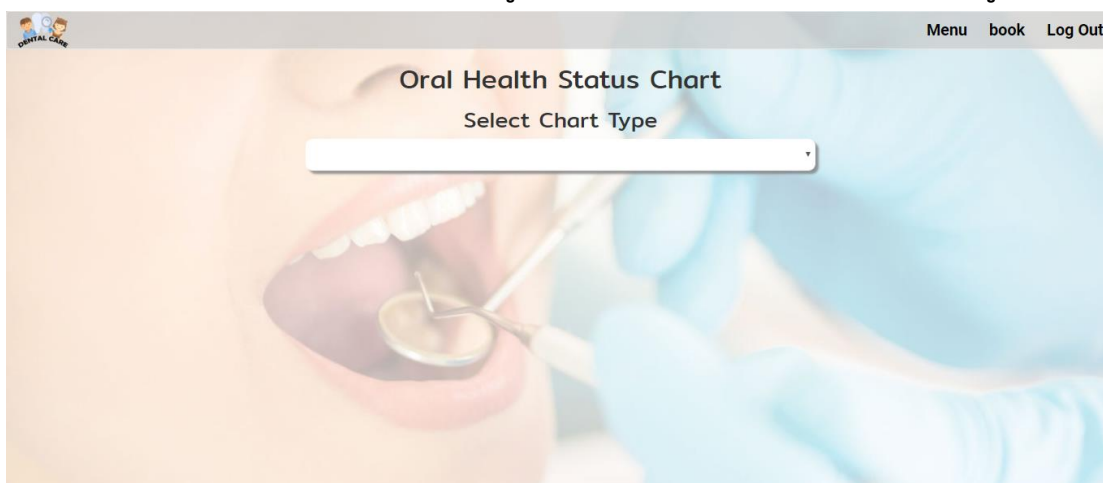 DENTAL CARE
Menu book Log Out
Oral Health Status Chart
Select Chart Type